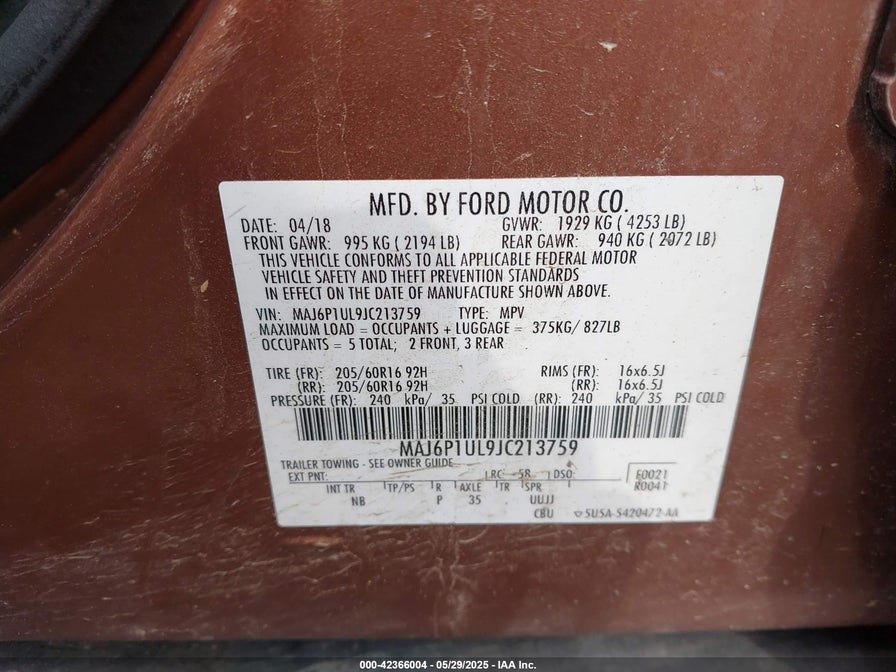 MFD. BY FORD MOTOR CO.
DATE: 04/18 GVWR: 1929 KG ( 4253 LB)
FRONT GAWR: 995 KG ( 2194 LB) REAR GAWR: 940 KG ( 2072 LB)
THIS VEHICLE CONFORMS TO ALL APPLICABLE FEDERAL MOTOR
VEHICLE SAFETY AND THEFT PREVENTION STANDARDS
IN EFFECT ON THE DATE OF MANUFACTURE SHOWN ABOVE.
VIN: MAJ6P1UL9JC213759 TYPE: MPV
MAXIMUM LOAD = OCCUPANTS + LUGGAGE = 375KG/ 827LB
OCCUPANTS = 5 TOTAL; 2 FRONT, 3 REAR
TIRE (FR): 205/60R16 92H RIMS (FR): 16x6.5J
(RR): 205/60R16 92H (RR): 16x6.5J
PRESSURE (FR): 240 kPa/ 35 PSI COLD (RR): 240 kPa/ 35 PSI COLD
MAJ6P1UL9JC213759
TRAILER TOWING - SEE OWNER GUIDE
EXT PNT: RC: 5R DSO: F0021
R0041
INT TR TP/PS R AXLE TR SPR
NB P 35 UUJJ
CBU 5U5A-5420472-AA
000-42366004 - 05/29/2025 - IAA Inc.